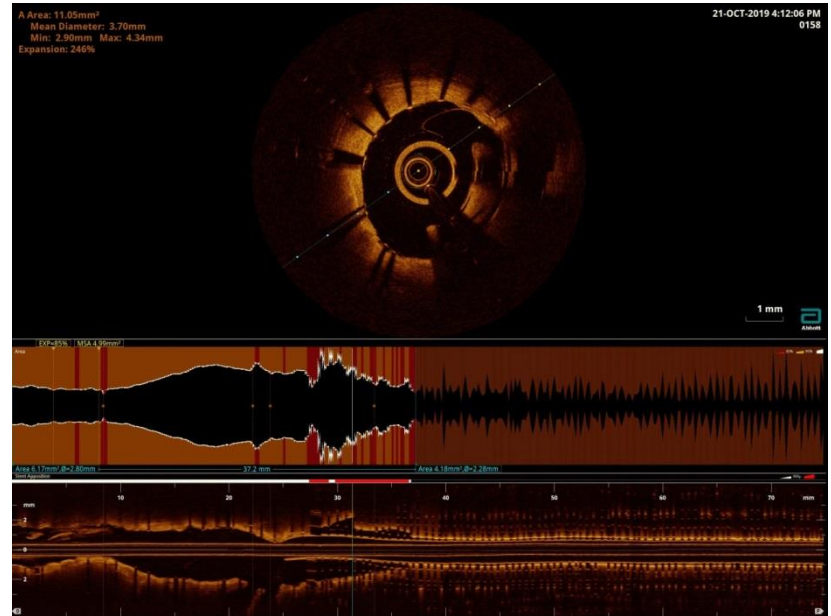 A Area: 11.05mm²
Mean Diameter: 3.70mm
Min: 2.90mm Max: 4.34mm
Expansion: 246%
21-OCT-2019 4:12:06 PM
0158
1 mm
Abbott
EXP=85% MSA 4.99mm²
Area
Area 6.17mm²,Ø=2.80mm 37.2 mm Area 4.18mm²,Ø=2.28mm
Stent Apposition
mm 10 20 30 40 50 60 70 mm
2
0
2